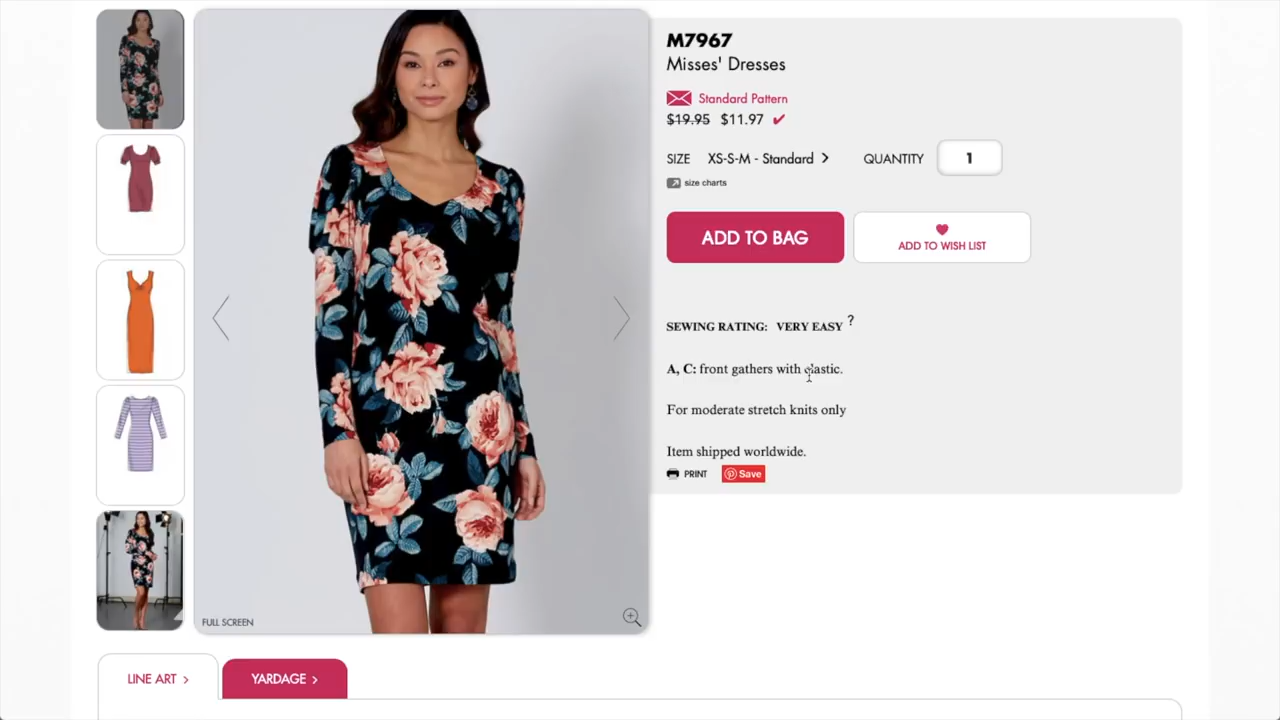 M7967
Misses' Dresses
Standard Pattern
$19.95 $11.97
SIZE XS-S-M - Standard > QUANTITY 1
size charts
ADD TO BAG
ADD TO WISH LIST
SEWING RATING: VERY EASY ?
A, C: front gathers with elastic.
For moderate stretch knits only
Item shipped worldwide.
PRINT Save
FULL SCREEN
LINE ART > YARDAGE >